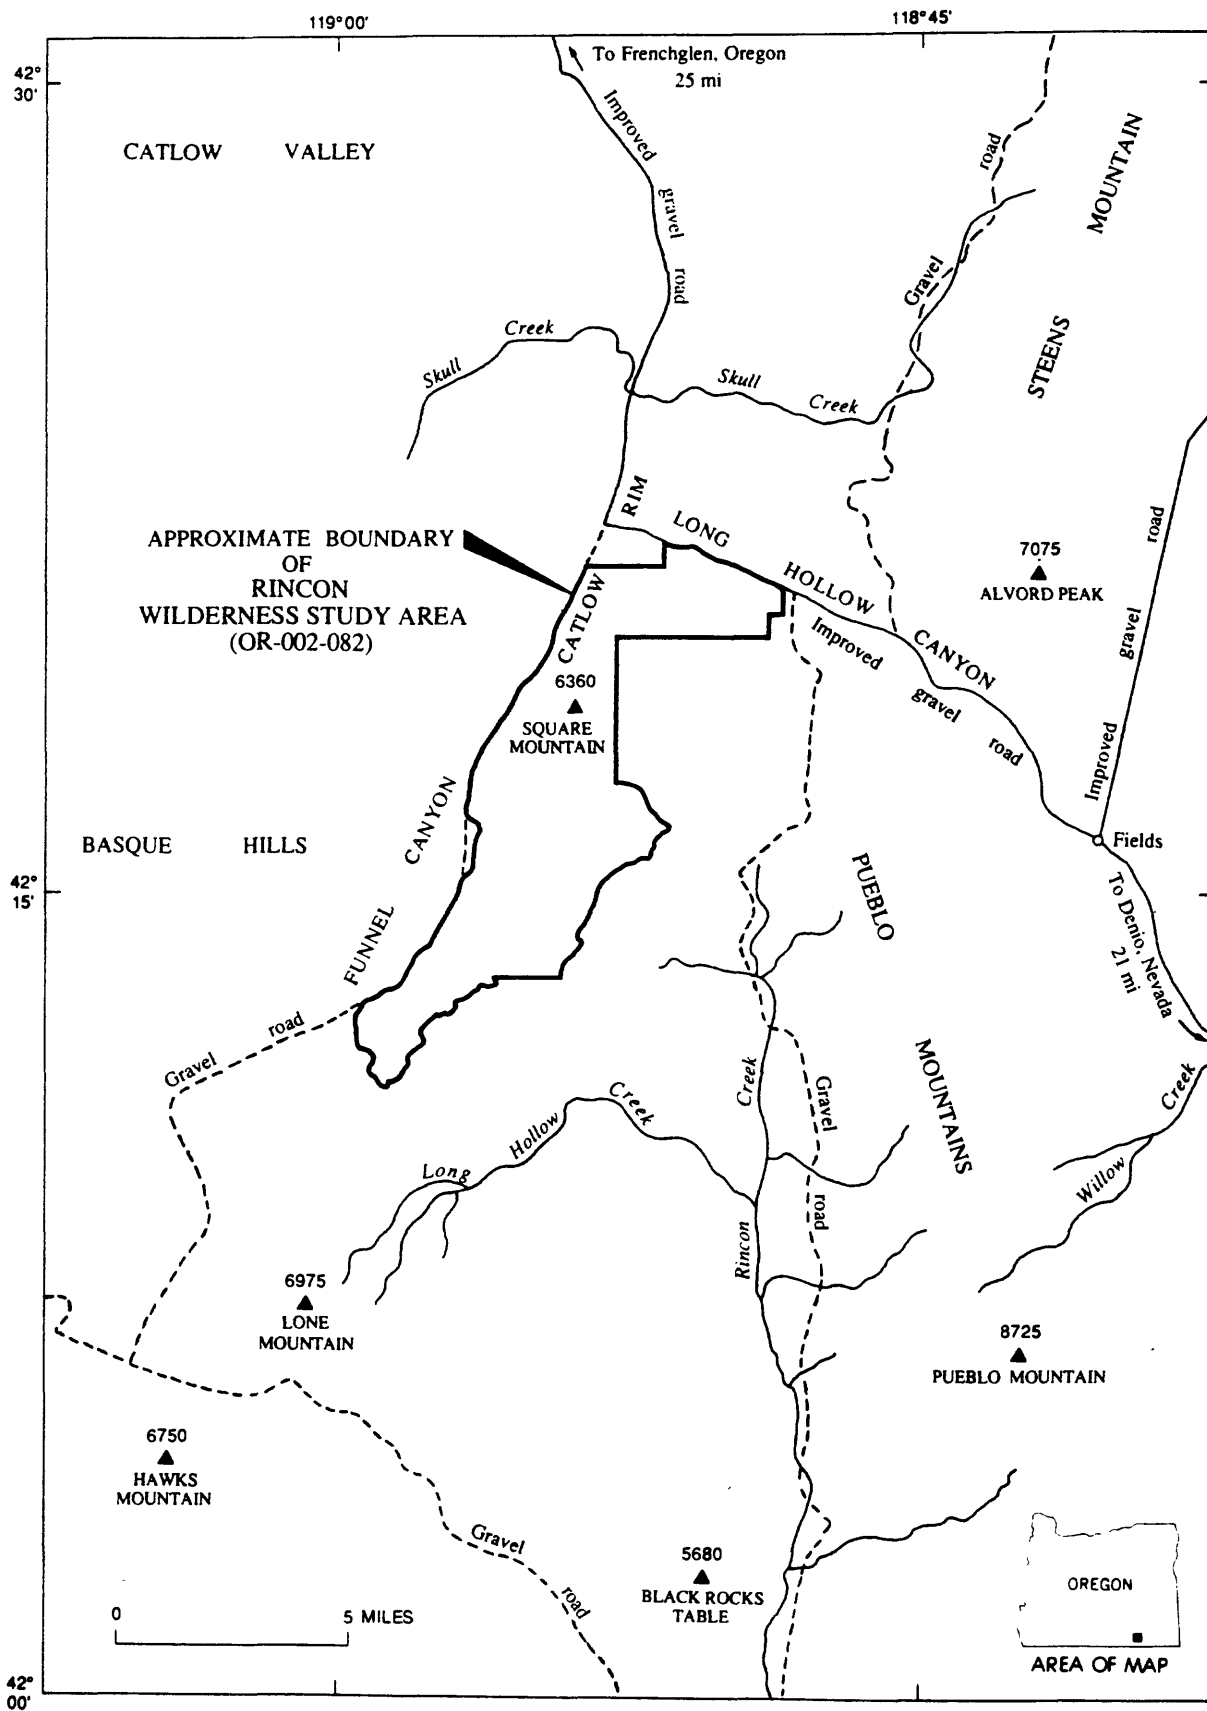 119°00'
118°45'
42°
30'
To Frenchglen, Oregon
25 mi
CATLOW VALLEY
Improved gravel road
road
Gravel
MOUNTAIN
STEENS
Skull Creek
Skull Creek
RIM
LONG
HOLLOW
CANYON
APPROXIMATE BOUNDARY
OF
RINCON
WILDERNESS STUDY AREA
(OR-002-082)
CATLOW
7075
ALVORD PEAK
road
gravel
Improved
Improved gravel road
6360
SQUARE
MOUNTAIN
BASQUE HILLS
CANYON
FUNNEL
Fields
42°
15'
PUEBLO
To Denio, Nevada
21 mi
Gravel road
MOUNTAINS
Creek
Rincon
Gravel road
Creek
Willow
Long Hollow Creek
6975
LONE
MOUNTAIN
8725
PUEBLO MOUNTAIN
6750
HAWKS
MOUNTAIN
Gravel road
5680
BLACK ROCKS
TABLE
0 5 MILES
OREGON
AREA OF MAP
42°
00'